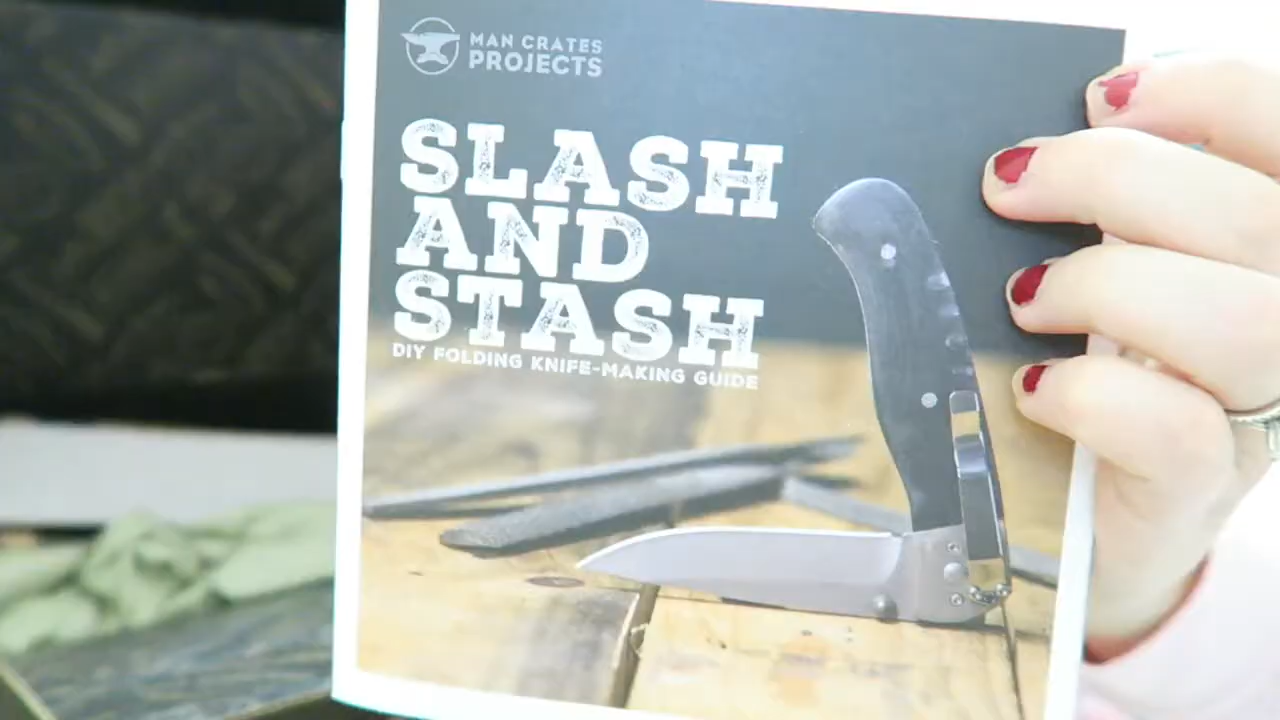 MAN CRATES
PROJECTS
SLASH
AND
STASH
DIY FOLDING KNIFE-MAKING GUIDE